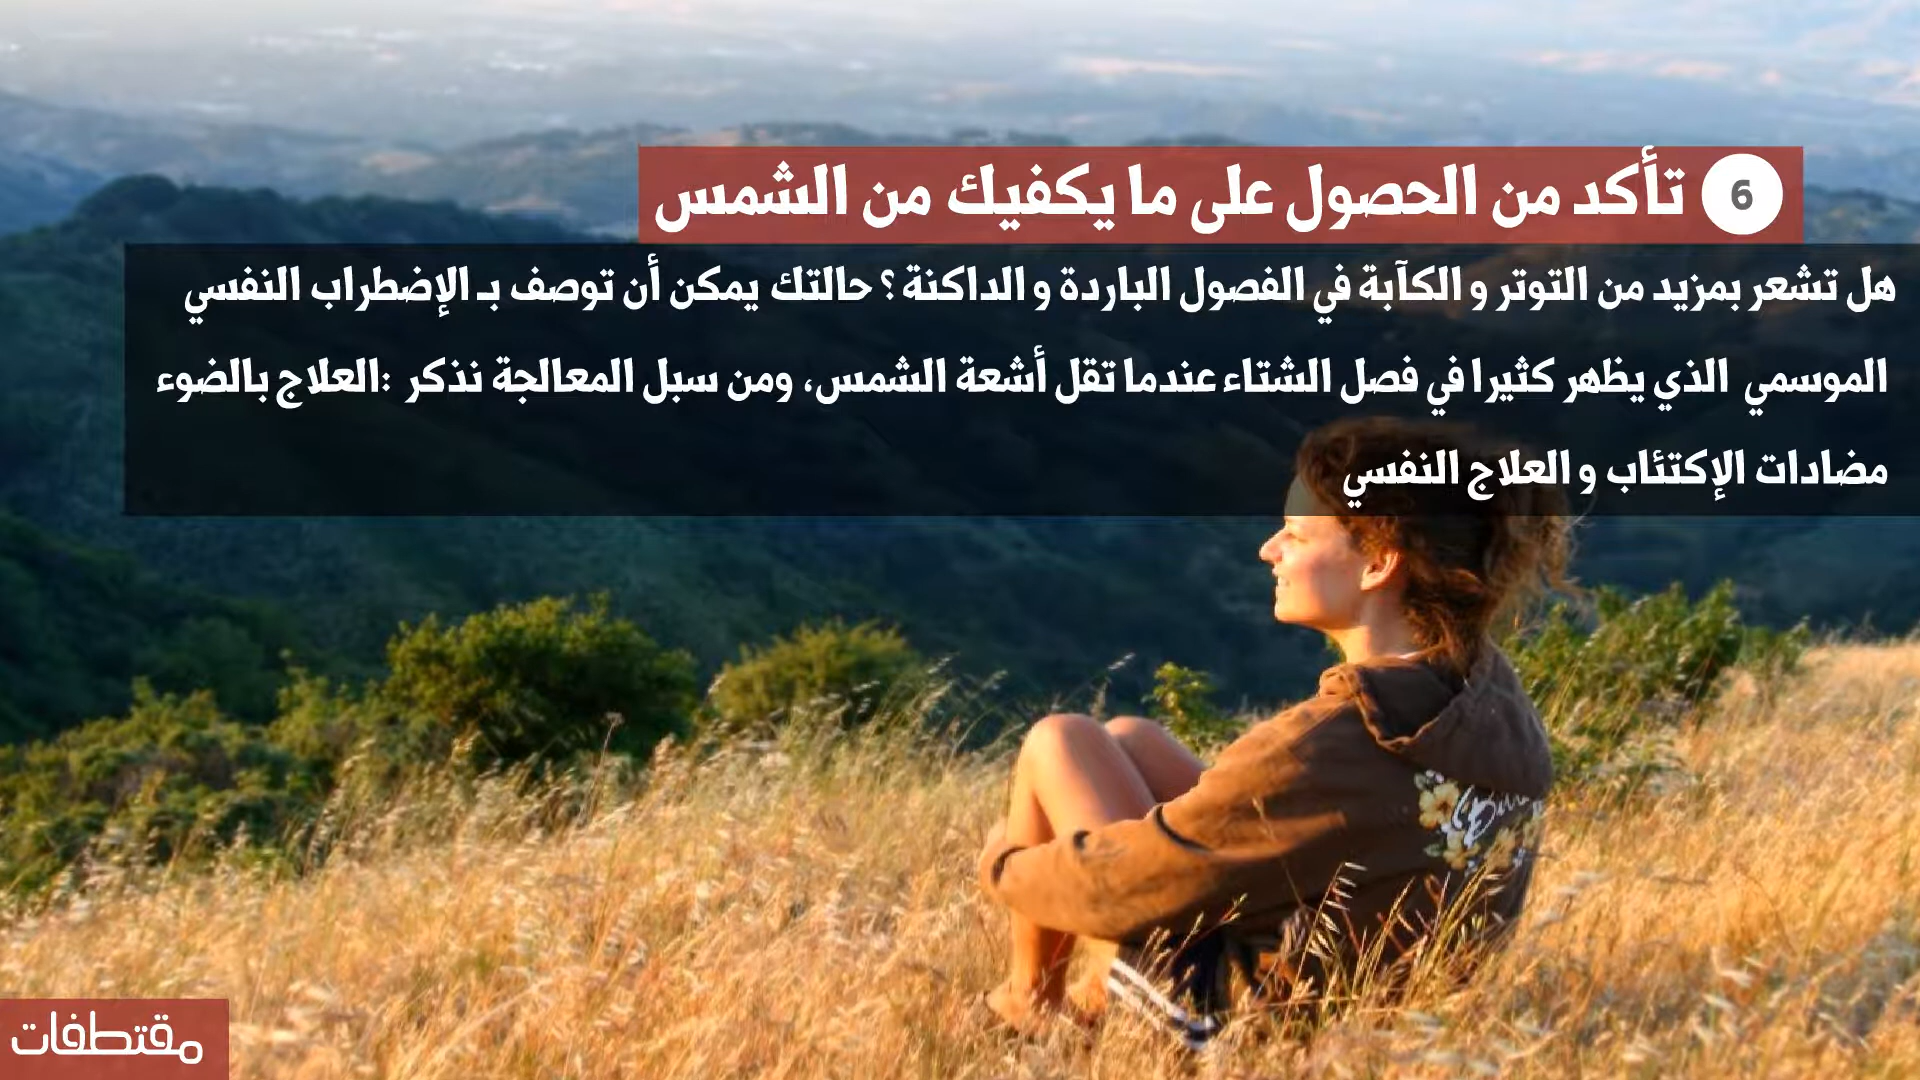 6 تأكد من الحصول على ما يكفيك من الشمس
هل تشعر بمزيد من التوتر و الكآبة في الفصول الباردة و الداكنة ؟ حالتك يمكن أن توصف بـ الإضطراب النفسي
الموسمي الذي يظهر كثيرا في فصل الشتاء عندما تقل أشعة الشمس، ومن سبل المعالجة نذكر :العلاج بالضوء
مضادات الإكتئاب و العلاج النفسي
مقتطفات